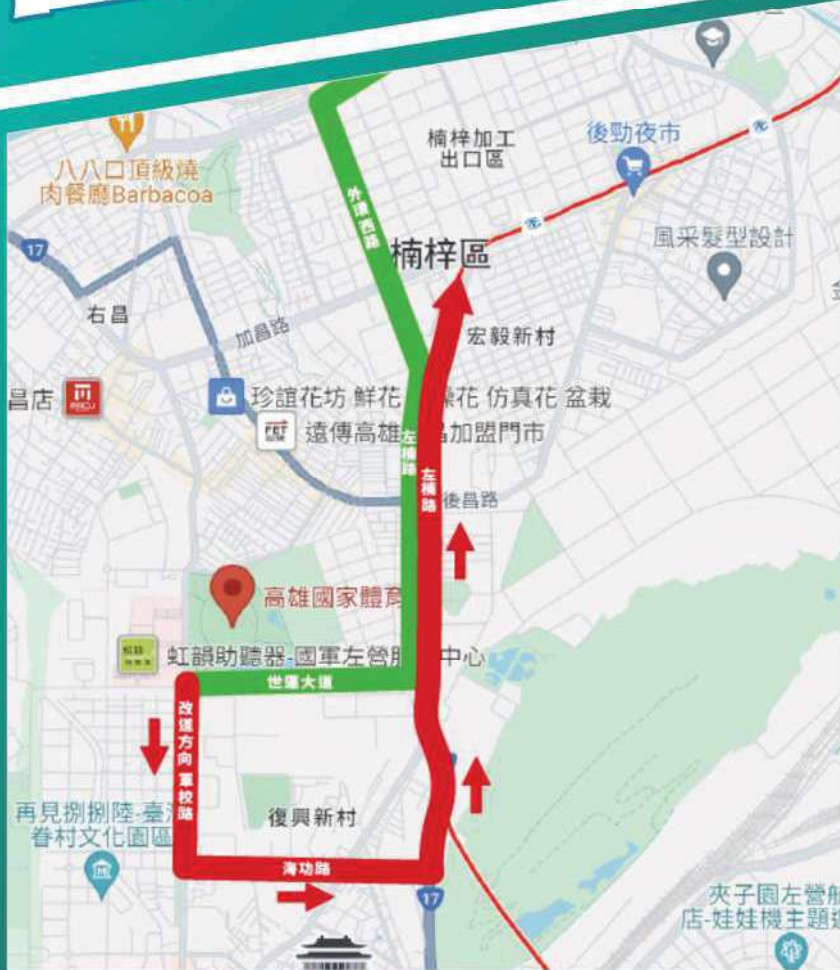 楠梓加工
出口區
後勁夜市
八八口頂級燒
肉餐廳Barbacoa
外環西路
17
楠梓區
風采髮型設計
右昌
加昌路
宏毅新村
昌店
珍誼花坊 鮮花
燥花 仿真花 盆栽
FET
遠傳高雄
昌加盟門市
左楠路
左楠路
後昌路
高雄國家體育
虹韻助聽器-國軍左營服
中心
世運大道
改道方向 軍校路
再見捌捌陸-臺灣
眷村文化園區
復興新村
海功路
17
夾子園左營船
店-娃娃機主題